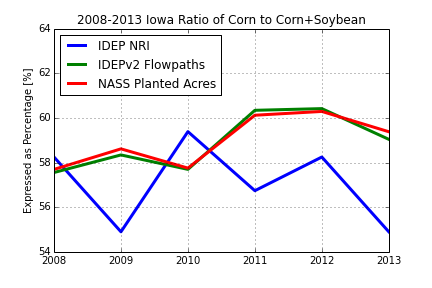 2008-2013 Iowa Ratio of Corn to Corn+Soybean
Expressed as Percentage [%]
64
62
60
58
56
54
IDEP NRI
IDEPv2 Flowpaths
NASS Planted Acres
2008 2009 2010 2011 2012 2013